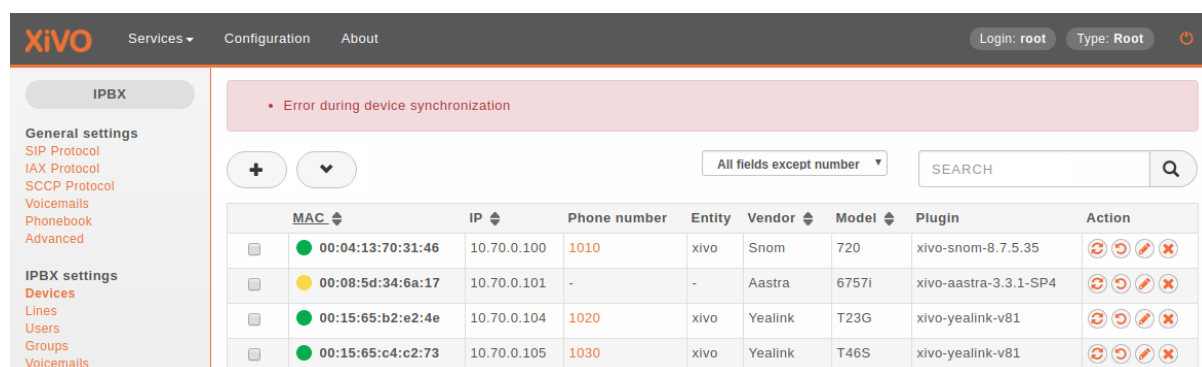 XiVO Services Configuration About Login: root Type: Root
IPBX
General settings
SIP Protocol
IAX Protocol
SCCP Protocol
Voicemails
Phonebook
Advanced
IPBX settings
Devices
Lines
Users
Groups
Voicemails
• Error during device synchronization
All fields except number SEARCH
MAC IP Phone number Entity Vendor Model Plugin Action
00:04:13:70:31:46 10.70.0.100 1010 xivo Snom 720 xivo-snom-8.7.5.35
00:08:5d:34:6a:17 10.70.0.101 - - Aastra 6757i xivo-aastra-3.3.1-SP4
00:15:65:b2:e2:4e 10.70.0.104 1020 xivo Yealink T23G xivo-yealink-v81
00:15:65:c4:c2:73 10.70.0.105 1030 xivo Yealink T46S xivo-yealink-v81